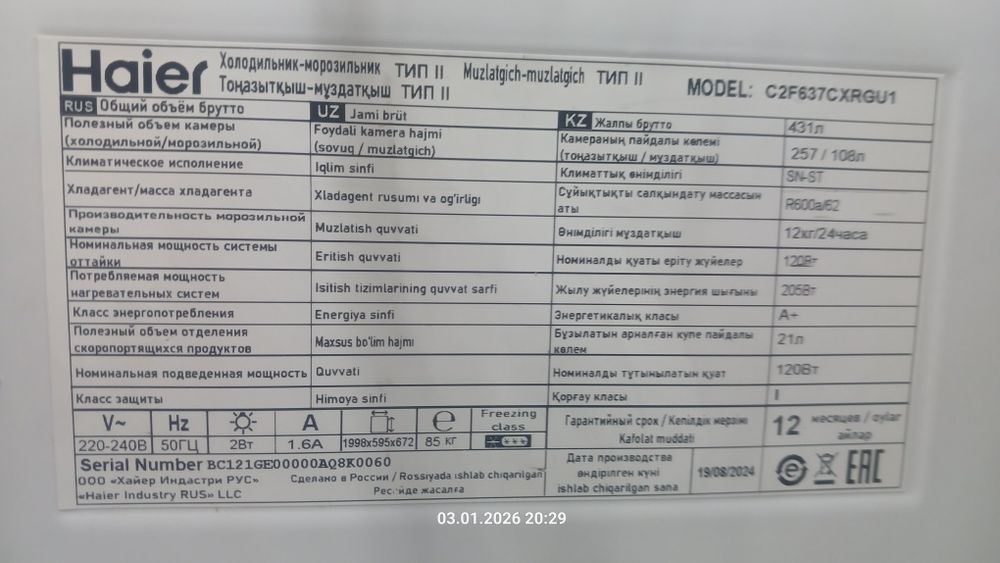 Haier Холодильник-морозильник ТИП II Muzlatgich-muzlatgich ТИП II
Тоңазытқыш-мұздатқыш ТИП II MODEL: C2F637CXRGU1
RUS Общий объём брутто UZ Jami brüt KZ Жалпы брутто 431л
Полезный объем камеры (холодильной/морозильной) Foydali kamera hajmi (sovuq / muzlatgich) Камераның пайдалы көлемі (тоңазытқыш / мұздатқыш) 257 / 108л
Климатическое исполнение Iqlim sinfi Климаттық өнімділігі SN-ST
Хладагент/масса хладагента Xladagent rusumi va og'irligi Сұйықтықты салқындату массасын аты R600a/62
Производительность морозильной камеры Muzlatish quvvati Өнімділігі мұздатқыш 12кг/24часа
Номинальная мощность системы оттайки Eritish quvvati Номиналды қуаты еріту жүйелер 120Вт
Потребляемая мощность нагревательных систем Isitish tizimlarining quvvat sarfi Жылу жүйелерінің энергия шығыны 205Вт
Класс энергопотребления Energiya sinfi Энергетикалық класы A+
Полезный объем отделения скоропортящихся продуктов Maxsus bo'lim hajmi Бұзылатын арналған купе пайдалы көлем 21л
Номинальная подведенная мощность Quvvati Номиналды тұтынылатын қуат 120Вт
Класс защиты Himoya sinfi Қорғау класы I
V~ Hz A e Freezing class
220-240В 50ГЦ 2Вт 1.6А 1998x595x672 85 КГ
Гарантийный срок / Кепілдік мерзімі
Kafolat muddati
12 месяцев / oylar
айлар
Serial Number BC121GE00000AQ8K0060
ООО «Хайер Индастри РУС» Сделано в России / Rossiyada ishlab chiqarilgan
«Haier Industry RUS» LLC жасалға
Дата производства
өндірілген күні
ishlab chiqarilgan sana
19/08/2024
EAC
03.01.2026 20:29